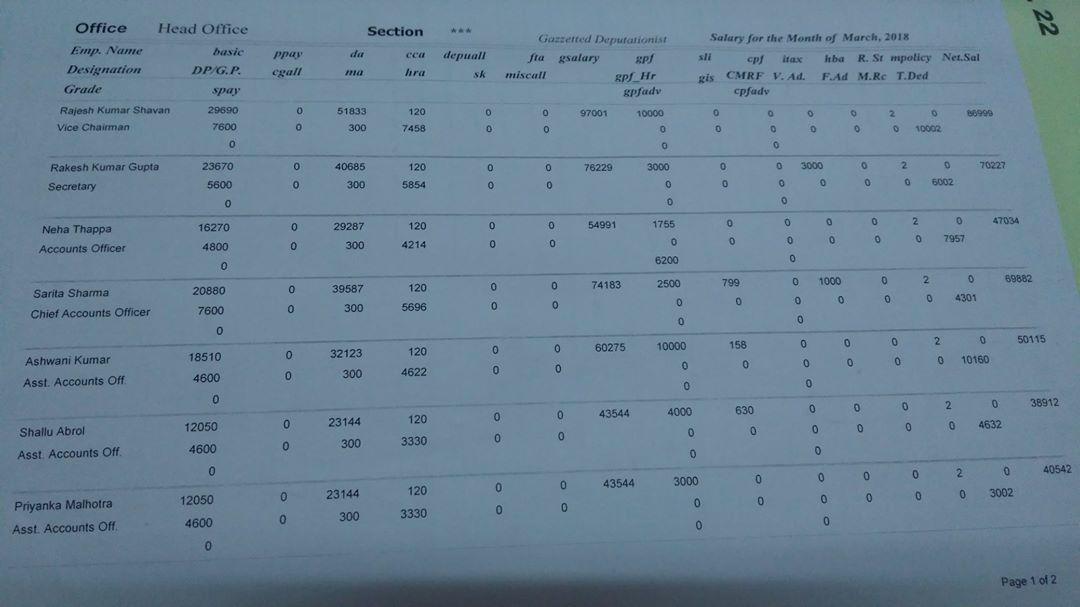 22
Office Head Office Section *** Gazzetted Deputationist Salary for the Month of March, 2018
Emp. Name basic ppay da cca depuall fta gsalary gpf sli cpf itax hba R. St mpolicy Net.Sal
Designation DP/G.P. cgall ma hra sk miscall gpf_Hr gis CMRF V. Ad. F.Ad M.Rc T.Ded
Grade spay gpfadv cpfadv
Rajesh Kumar Shavan 29690 0 51833 120 0 0 97001 10000 0 0 0 0 2 0 86999
Vice Chairman 7600 0 300 7458 0 0 0 0 0 0 0 0 10002
0 0 0
Rakesh Kumar Gupta 23670 0 40685 120 0 0 76229 3000 0 0 3000 0 2 0 70227
Secretary 5600 0 300 5854 0 0 0 0 0 0 0 0 6002
0 0 0
Neha Thappa 16270 0 29287 120 0 0 54991 1755 0 0 0 0 2 0 47034
Accounts Officer 4800 0 300 4214 0 0 0 0 0 0 0 0 7957
0 6200 0
Sarita Sharma 20880 0 39587 120 0 0 74183 2500 799 0 1000 0 2 0 69882
Chief Accounts Officer 7600 0 300 5696 0 0 0 0 0 0 0 0 4301
0 0 0
Ashwani Kumar 18510 0 32123 120 0 0 60275 10000 158 0 0 0 2 0 50115
Asst. Accounts Off. 4600 0 300 4622 0 0 0 0 0 0 0 0 10160
0 0 0
Shallu Abrol 12050 0 23144 120 0 0 43544 4000 630 0 0 0 2 0 38912
Asst. Accounts Off. 4600 0 300 3330 0 0 0 0 0 0 0 0 4632
0 0 0
Priyanka Malhotra 12050 0 23144 120 0 0 43544 3000 0 0 0 0 2 0 40542
Asst. Accounts Off. 4600 0 300 3330 0 0 0 0 0 0 0 0 3002
0 0 0
Page 1 of 2